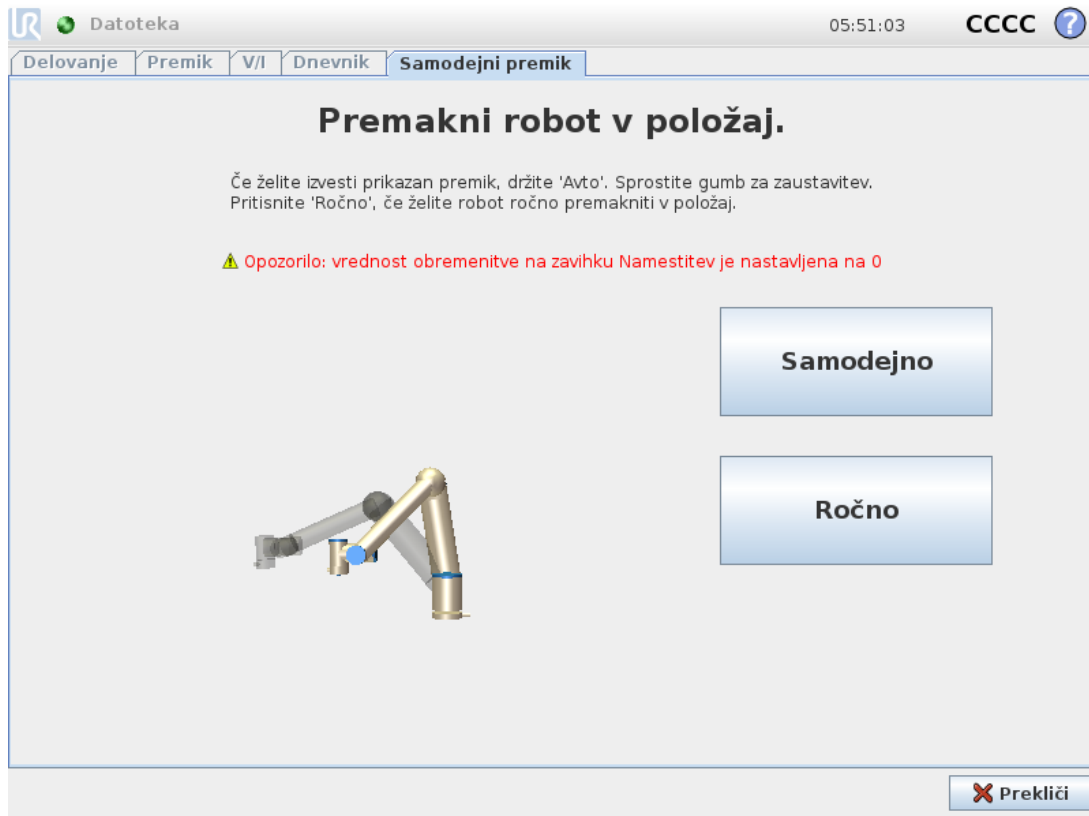 Datoteka 05:51:03 CCCC ?
Delovanje Premik V/I Dnevnik Samodejni premik
Premakni robot v položaj.
Če želite izvesti prikazan premik, držite 'Avto'. Sprostite gumb za zaustavitev.
Pritisnite 'Ročno', če želite robot ročno premakniti v položaj.
Opozorilo: vrednost obremenitve na zavihku Namestitev je nastavljena na 0
Samodejno
Ročno
Prekliči